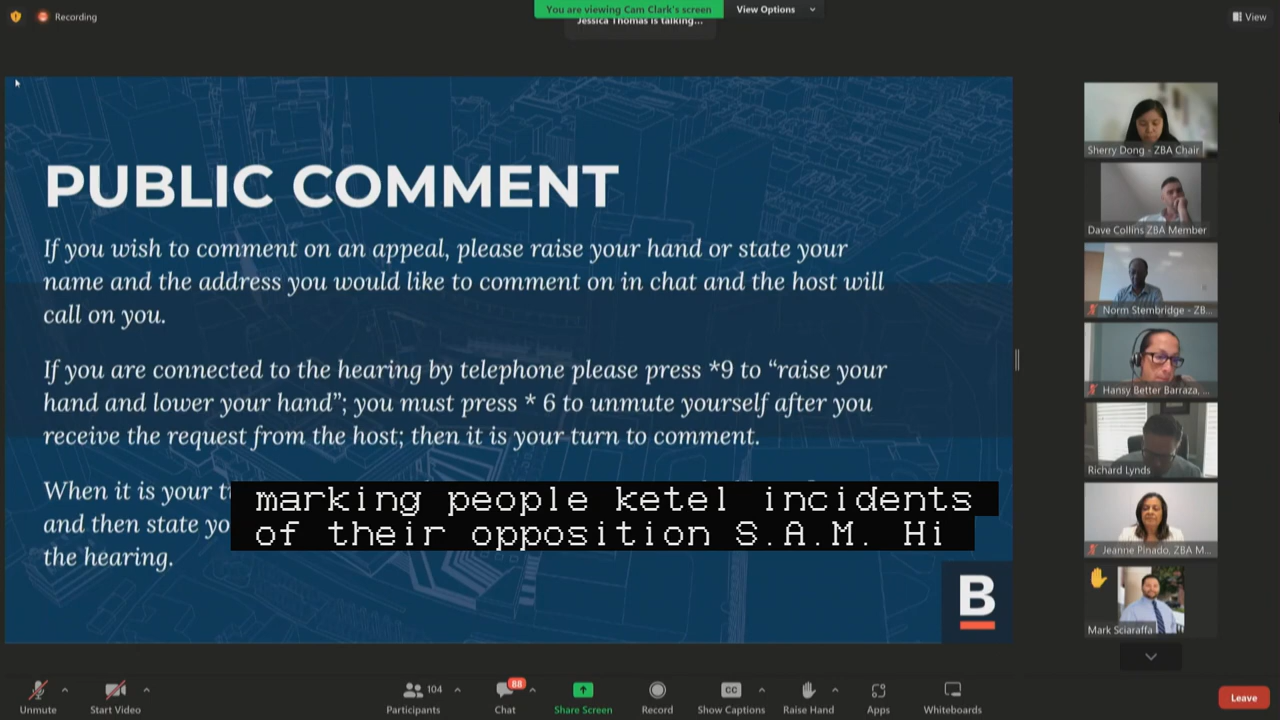 Recording
You are viewing Cam Clark's screen
View Options
Jessica Thomas is talking...
View
PUBLIC COMMENT
If you wish to comment on an appeal, please raise your hand or state your
name and the address you would like to comment on in chat and the host will
call on you.
If you are connected to the hearing by telephone please press *9 to “raise your
hand and lower your hand”; you must press * 6 to unmute yourself after you
receive the request from the host; then it is your turn to comment.
When it is your
and then state
the hearing.
marking people ketel incidents
of their opposition S.A.M. Hi
B
Sherry Dong - ZBA Chair
Dave Collins ZBA Member
Norm Stembridge - ZB...
Hansy Better Barraza, ...
Richard Lynds
Jeanne Pinado, ZBA M...
Mark Sciaraffa
Unmute
Start Video
104
Participants
88
Chat
Share Screen
Record
CC
Show Captions
Raise Hand
Apps
Whiteboards
Leave